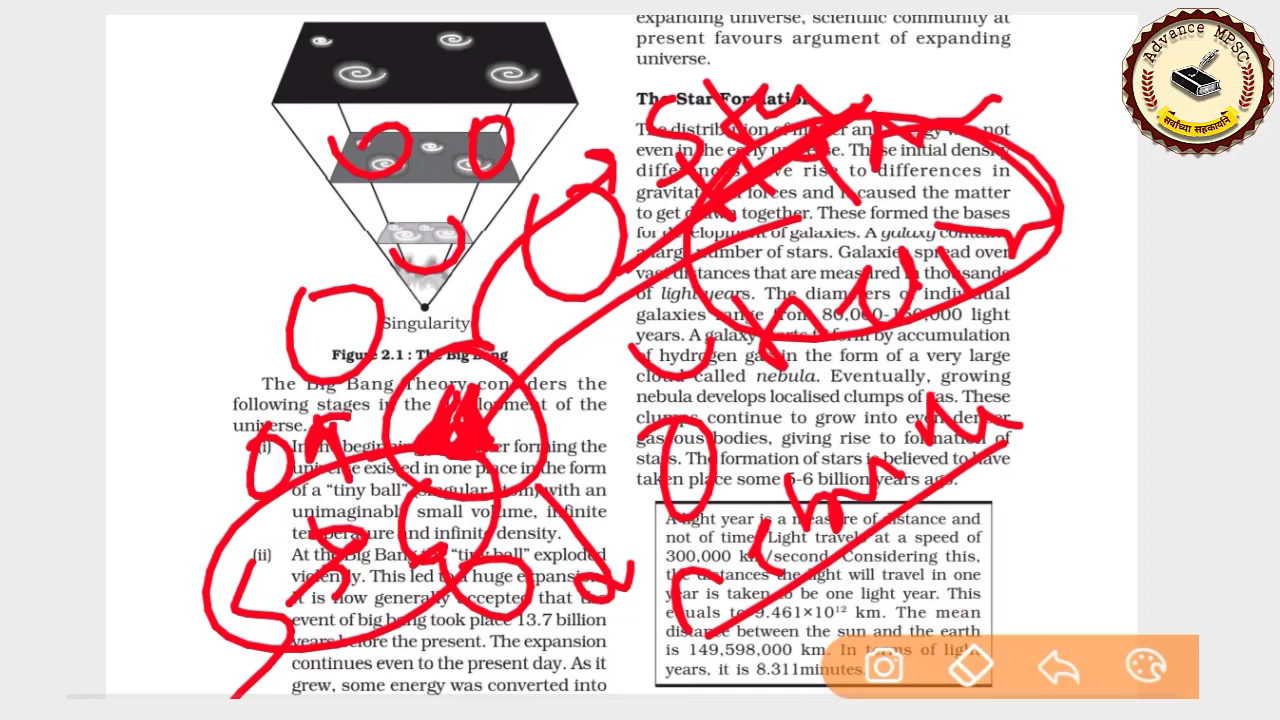 Singularity
Figure 2.1 : The Big Bang
The Big Bang Theory considers the
following stages in the development of the
universe.
(i) In the beginning, all matter forming the
universe existed in one place in the form
of a “tiny ball” (singular atom) with an
unimaginably small volume, infinite
temperature and infinite density.
(ii) At the Big Bang the “tiny ball” exploded
violently. This led to a huge expansion.
It is now generally accepted that the
event of big bang took place 13.7 billion
years before the present. The expansion
continues even to the present day. As it
grew, some energy was converted into
expanding universe, scientific community at
present favours argument of expanding
universe.
The Star Formation
The distribution of matter and energy was not
even in the early universe. These initial density
differences gave rise to differences in
gravitational forces and it caused the matter
to get drawn together. These formed the bases
for development of galaxies. A galaxy contains
a large number of stars. Galaxies spread over
vast distances that are measured in thousands
of light-years. The diameters of individual
galaxies range from 80,000-150,000 light
years. A galaxy starts to form by accumulation
of hydrogen gas in the form of a very large
cloud called nebula. Eventually, growing
nebula develops localised clumps of gas. These
clumps continue to grow into even denser
gaseous bodies, giving rise to formation of
stars. The formation of stars is believed to have
taken place some 5-6 billion years ago.
A light year is a measure of distance and
not of time. Light travels at a speed of
300,000 km/second. Considering this,
the distances the light will travel in one
year is taken to be one light year. This
equals to 9.461×10¹² km. The mean
distance between the sun and the earth
is 149,598,000 km. In terms of light
years, it is 8.311minutes.
Advance MPSC
सर्वांच्या सहकार्याने